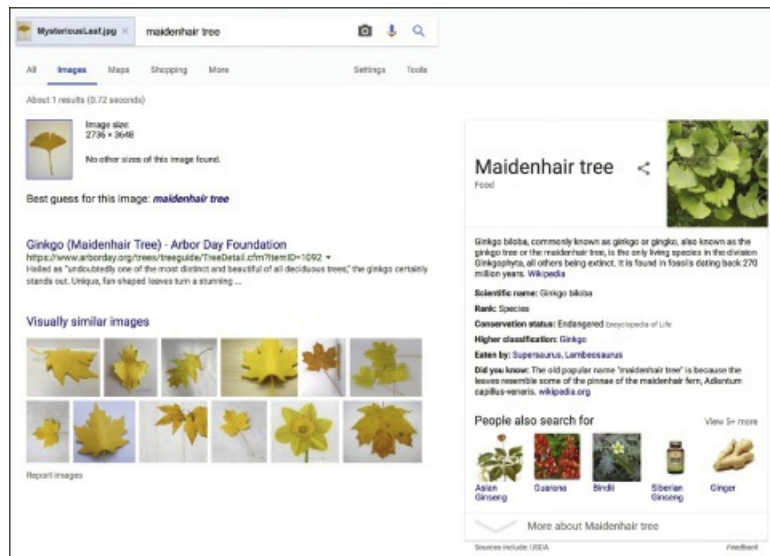 MysteriousLeaf.jpg × maidenhair tree
All Images Maps Shopping More Settings Tools
About 1 results (0.72 seconds)
Image size:
2736 × 3648
No other sizes of this image found.
Best guess for this image: maidenhair tree
Ginkgo (Maidenhair Tree) - Arbor Day Foundation
https://www.arborday.org/trees/treeguide/TreeDetail.cfm?ItemID=1092
Hailed as "undoubtedly one of the most distinct and beautiful of all deciduous trees," the ginkgo certainly
stands out. Unique, fan-shaped leaves turn a stunning ...
Visually similar images
Report images
Maidenhair tree
Food
Ginkgo biloba, commonly known as ginkgo or gingko, also known as the
ginkgo tree or the maidenhair tree, is the only living species in the division
Ginkgophyta, all others being extinct. It is found in fossils dating back 270
million years. Wikipedia
Scientific name: Ginkgo biloba
Rank: Species
Conservation status: Endangered Encyclopedia of Life
Higher classification: Ginkgo
Eaten by: Supersaurus, Lambeosaurus
Did you know: The old popular name "maidenhair tree" is because the
leaves resemble some of the pinnae of the maidenhair fern, Adiantum
capillus-veneris. wikipedia.org
People also search for View 5+ more
Asian Ginseng
Guarana
Bindii
Siberian Ginseng
Ginger
More about Maidenhair tree
Sources include: USDA Feedback